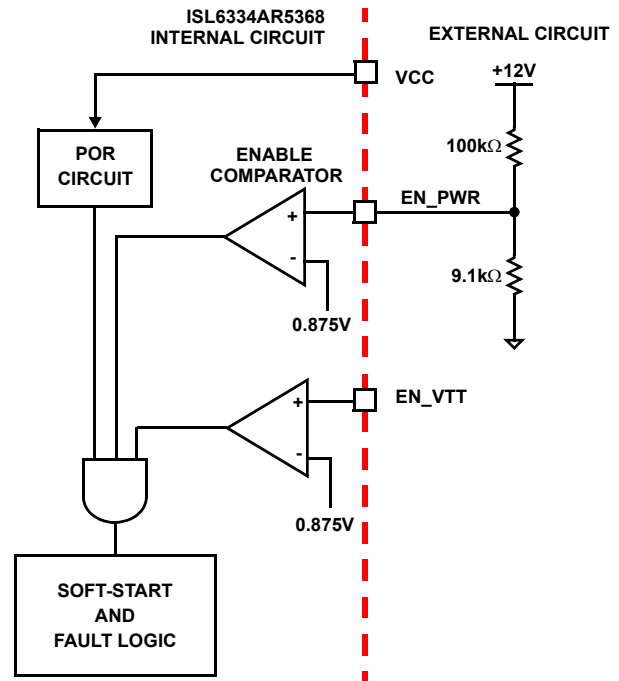 ISL6334AR5368
INTERNAL CIRCUIT
EXTERNAL CIRCUIT
VCC
+12V
POR
CIRCUIT
ENABLE
COMPARATOR
100kΩ
EN_PWR
+
-
9.1kΩ
0.875V
EN_VTT
+
-
0.875V
SOFT-START
AND
FAULT LOGIC